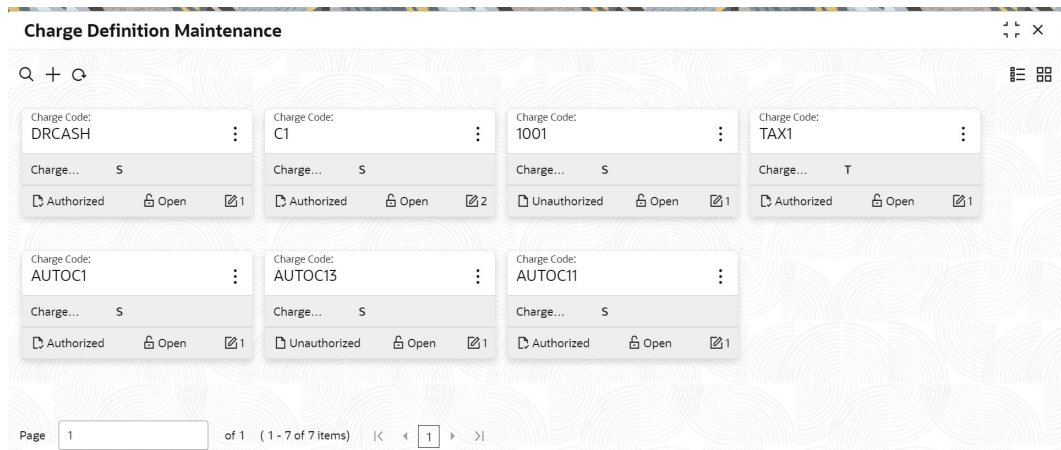 Charge Definition Maintenance
Charge Code: Charge Code: Charge Code: Charge Code:
DRCASH C1 1001 TAX1
Charge... S Charge... S Charge... S Charge... T
Authorized Open 1 Authorized Open 2 Unauthorized Open 1 Authorized Open 1
Charge Code: Charge Code: Charge Code:
AUTOC1 AUTOC13 AUTOC11
Charge... S Charge... S Charge... S
Authorized Open 1 Unauthorized Open 1 Authorized Open 1
Page 1 of 1 (1 - 7 of 7 items) 1